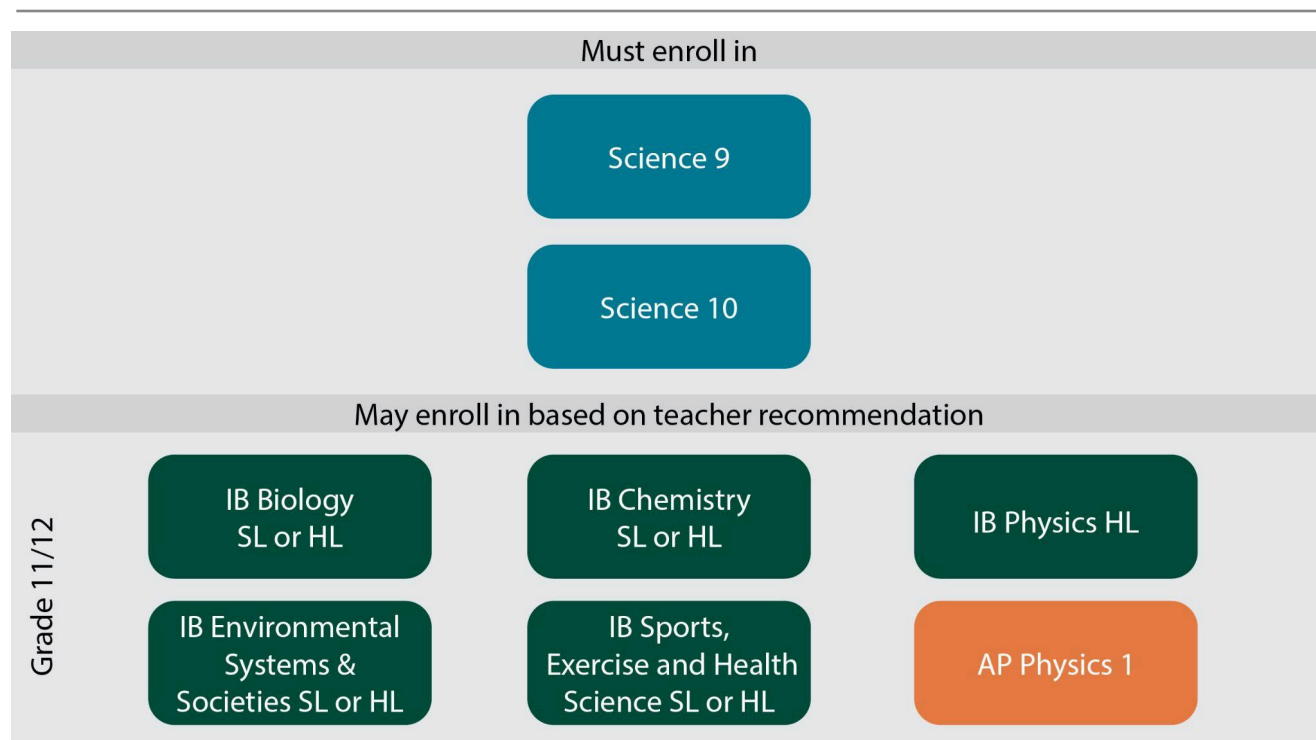 Must enroll in
Science 9
Science 10
May enroll in based on teacher recommendation
Grade 11/12
IB Biology
SL or HL
IB Chemistry
SL or HL
IB Physics HL
IB Environmental
Systems &
Societies SL or HL
IB Sports,
Exercise and Health
Science SL or HL
AP Physics 1